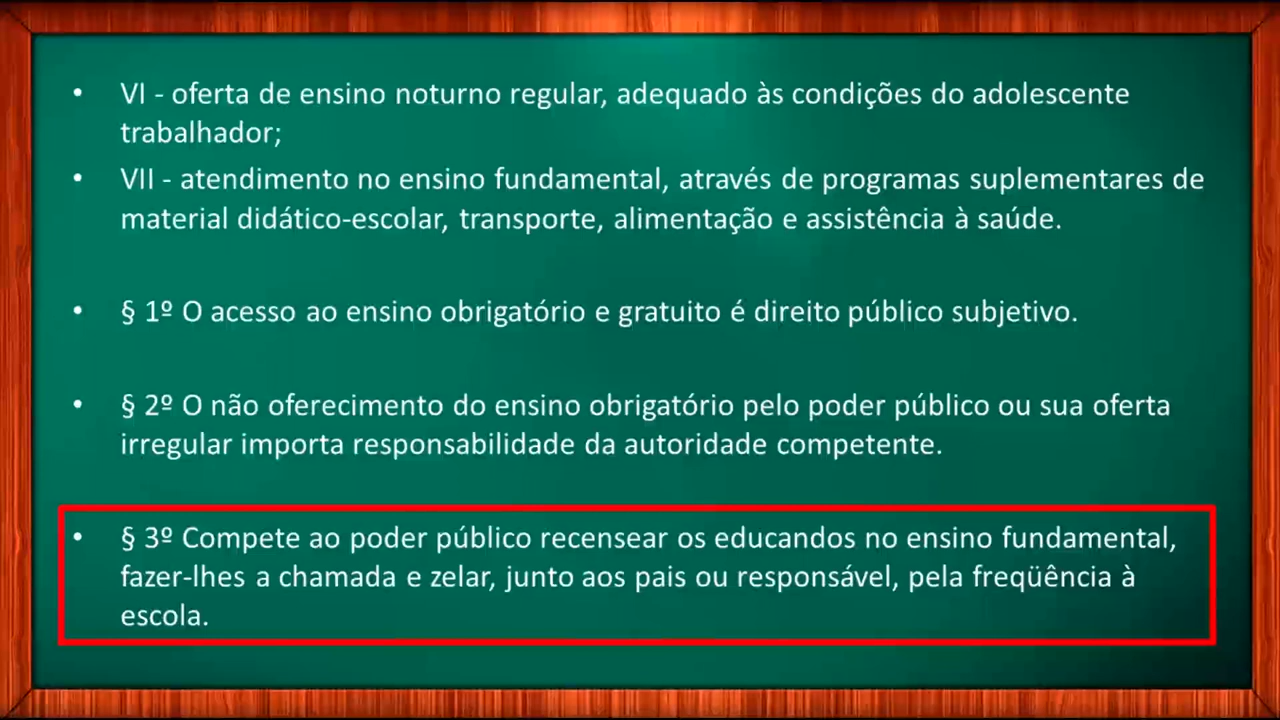 • VI - oferta de ensino noturno regular, adequado às condições do adolescente
trabalhador;
• VII - atendimento no ensino fundamental, através de programas suplementares de
material didático-escolar, transporte, alimentação e assistência à saúde.
• § 1º O acesso ao ensino obrigatório e gratuito é direito público subjetivo.
• § 2º O não oferecimento do ensino obrigatório pelo poder público ou sua oferta
irregular importa responsabilidade da autoridade competente.
• § 3º Compete ao poder público recensear os educandos no ensino fundamental,
fazer-lhes a chamada e zelar, junto aos pais ou responsável, pela freqüência à
escola.